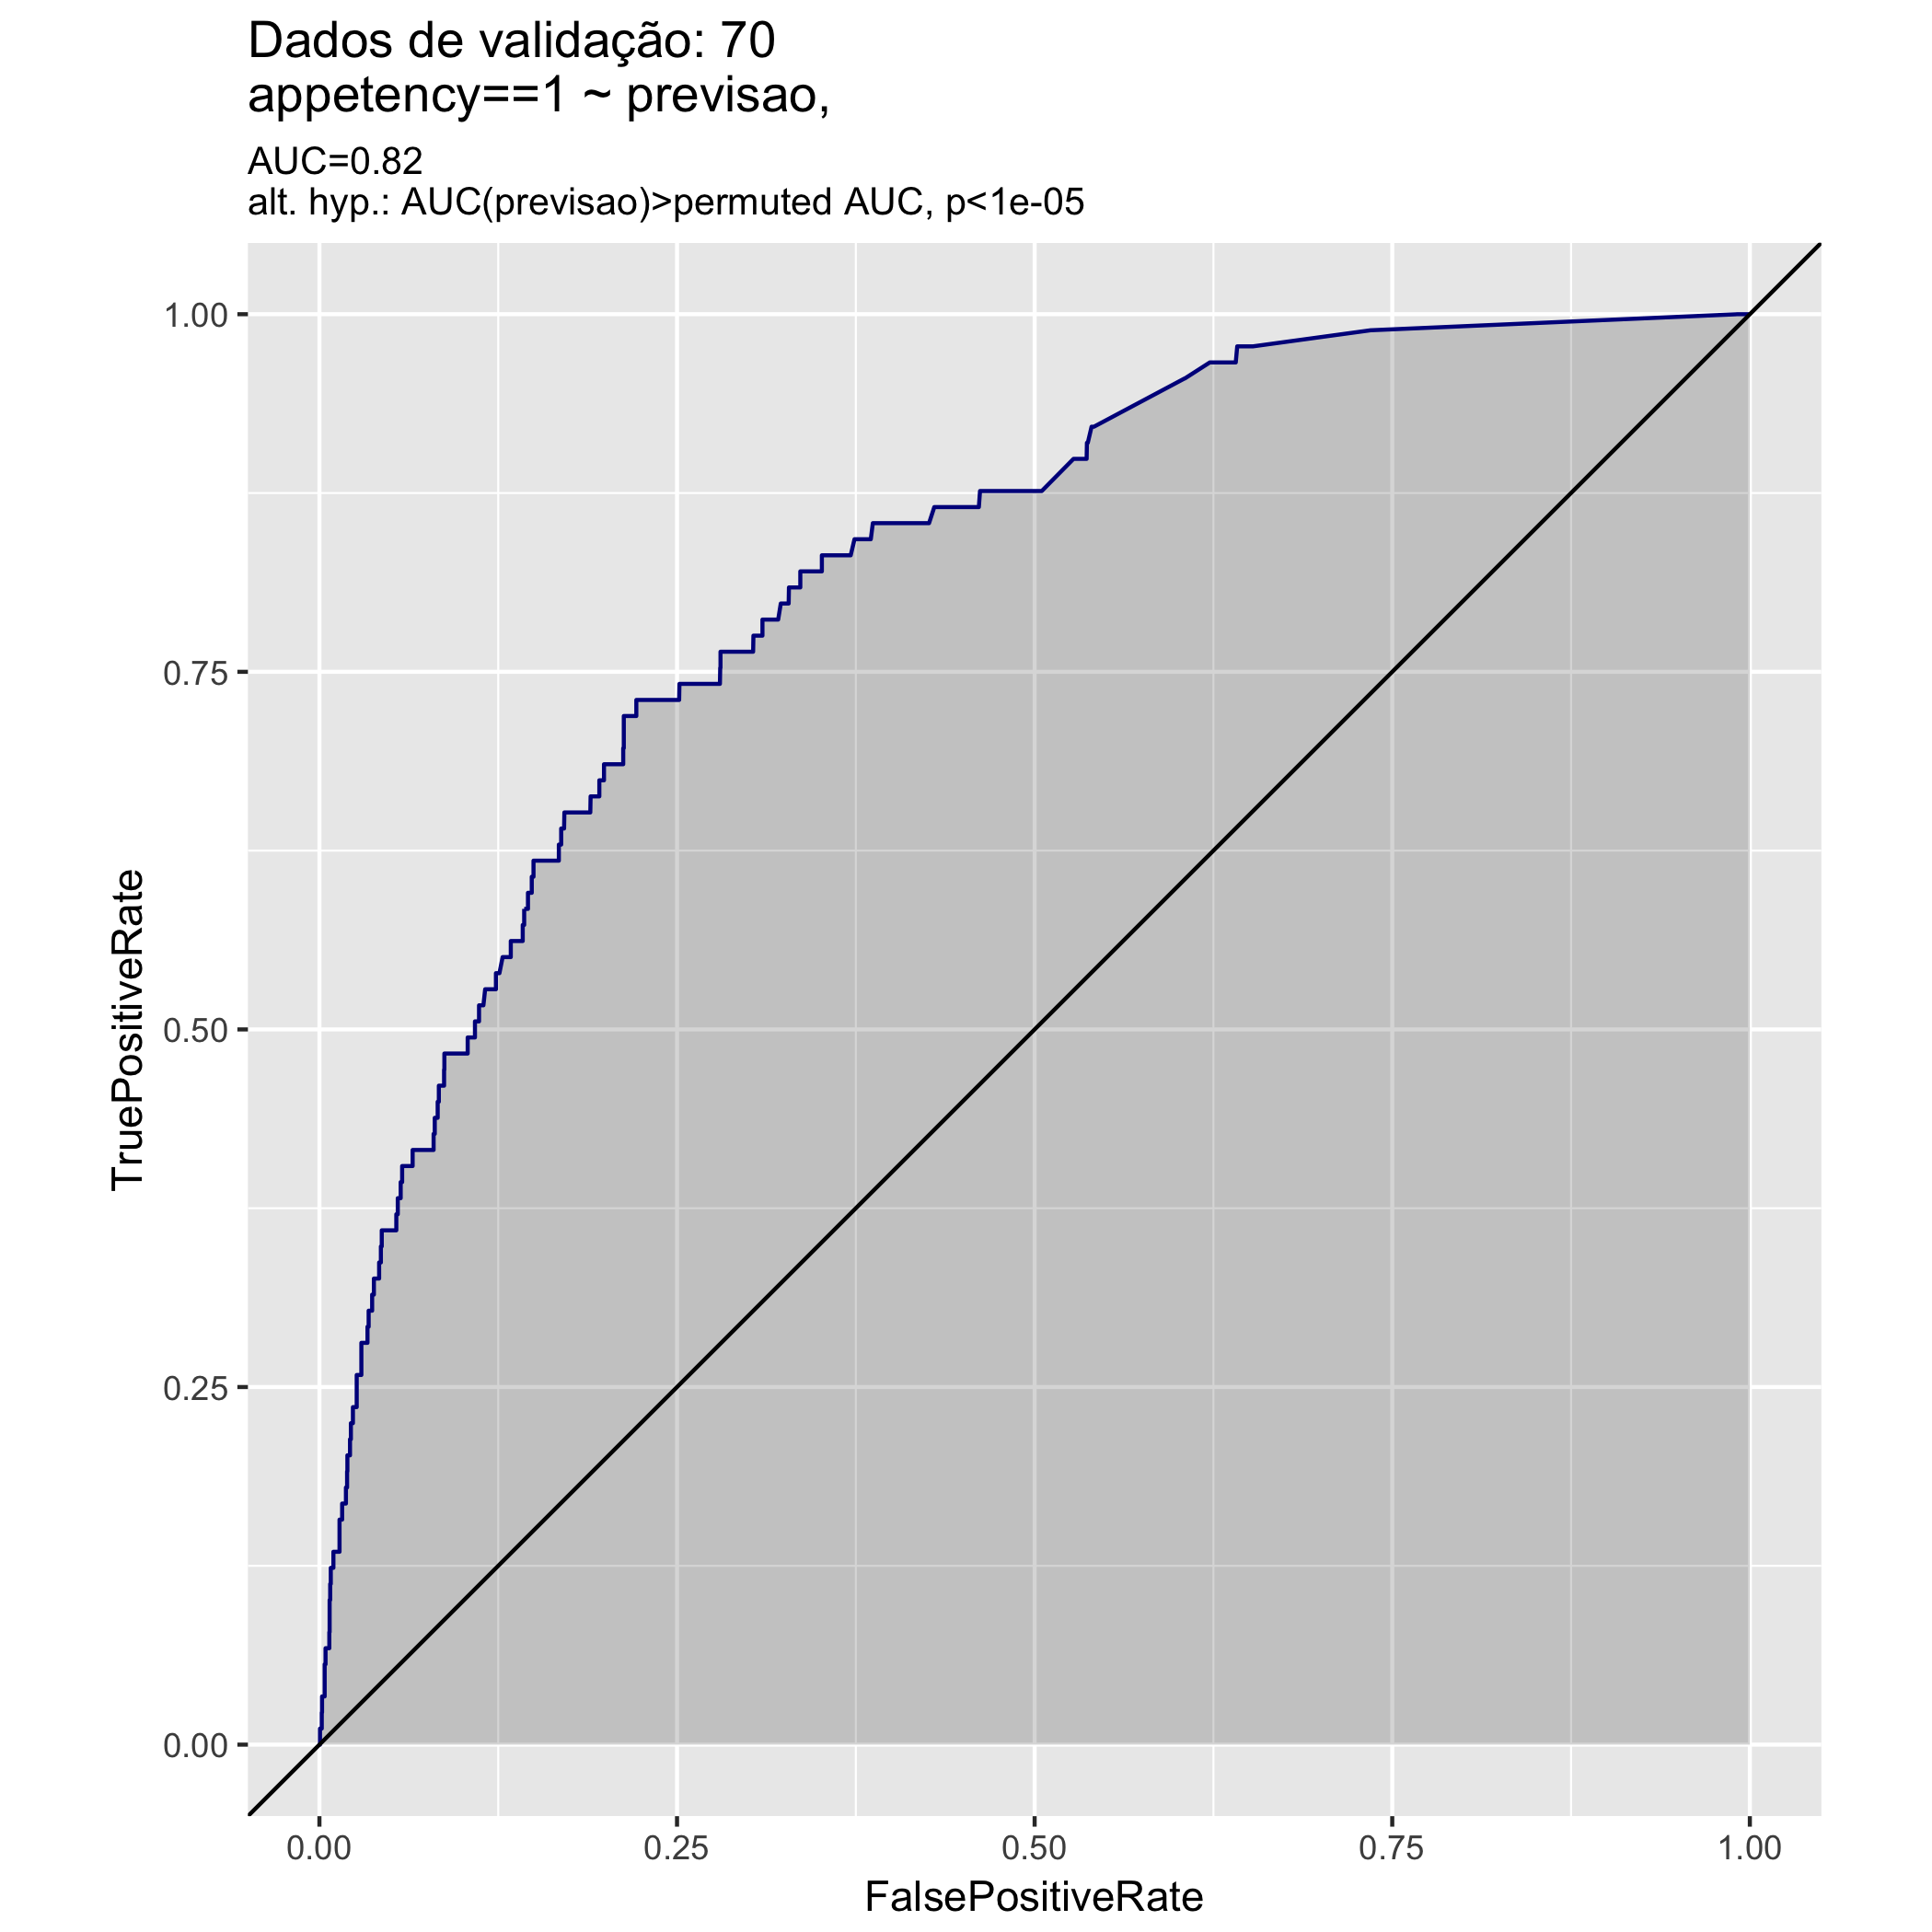 Dados de validação: 70
appetency==1 ~ previsao,
AUC=0.82
alt. hyp.: AUC(previsao)>permuted AUC, p<1e-05
1.00
0.75
0.50
0.25
0.00
TruePositiveRate
0.00 0.25 0.50 0.75 1.00
FalsePositiveRate